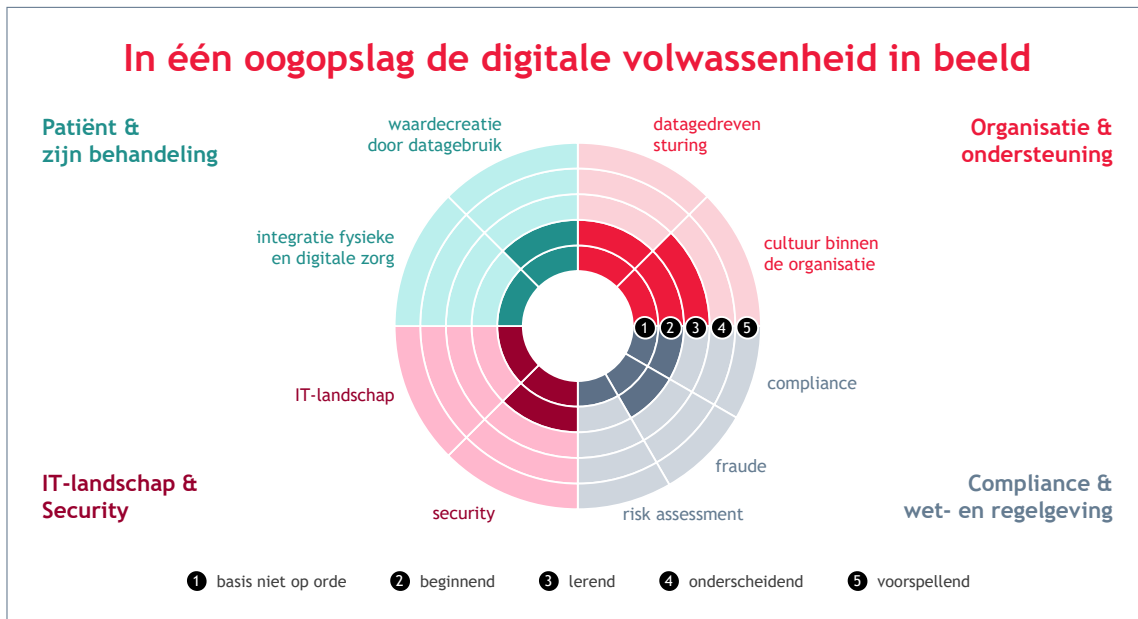 In één oogopslag de digitale volwassenheid in beeld
Patiënt &
zijn behandeling
waardecreatie
door datagebruik
datagedreven
sturing
Organisatie &
ondersteuning
integratie fysieke
en digitale zorg
cultuur binnen
de organisatie
1 2 3 4 5
IT-landschap
compliance
fraude
IT-landschap &
Security
security
risk assessment
Compliance &
wet- en regelgeving
1 basis niet op orde
2 beginnend
3 lerend
4 onderscheidend
5 voorspellend